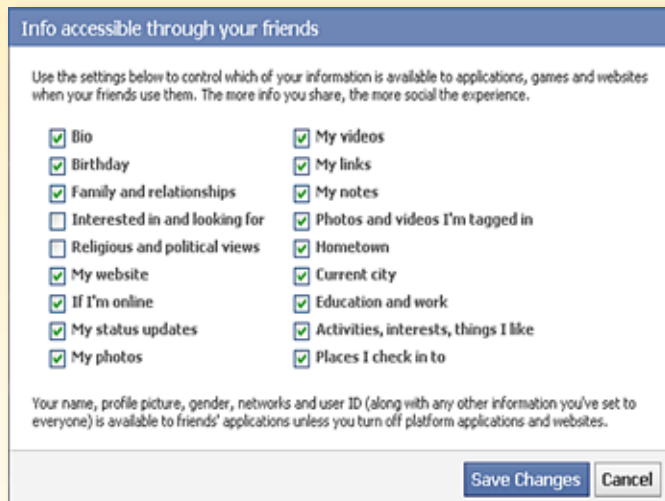 Info accessible through your friends
Use the settings below to control which of your information is available to applications, games and websites
when your friends use them. The more info you share, the more social the experience.
Bio
Birthday
Family and relationships
Interested in and looking for
Religious and political views
My website
If I'm online
My status updates
My photos
My videos
My links
My notes
Photos and videos I'm tagged in
Hometown
Current city
Education and work
Activities, interests, things I like
Places I check in to
Your name, profile picture, gender, networks and user ID (along with any other information you've set to
everyone) is available to friends' applications unless you turn off platform applications and websites.
Save Changes
Cancel